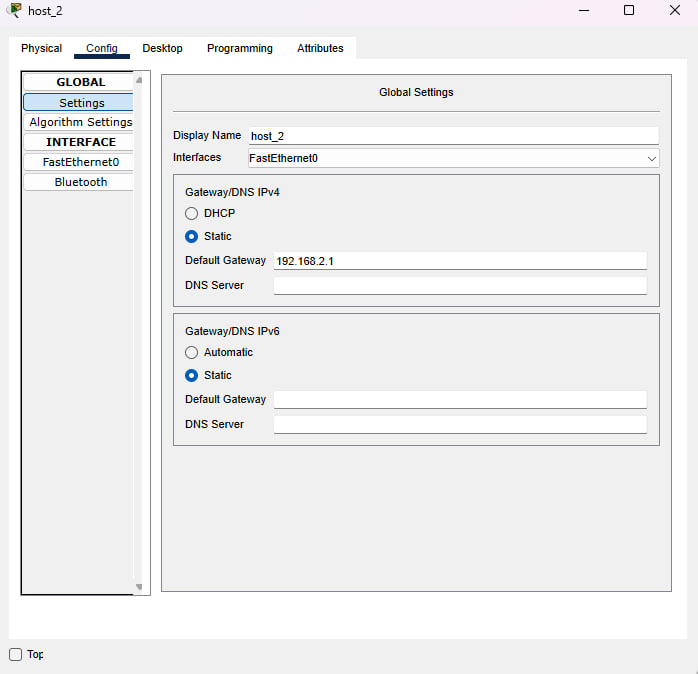 host_2
Physical Config Desktop Programming Attributes
GLOBAL
Settings
Algorithm Settings
INTERFACE
FastEthernet0
Bluetooth
Global Settings
Display Name host_2
Interfaces FastEthernet0
Gateway/DNS IPv4
DHCP
Static
Default Gateway 192.168.2.1
DNS Server
Gateway/DNS IPv6
Automatic
Static
Default Gateway
DNS Server
Top